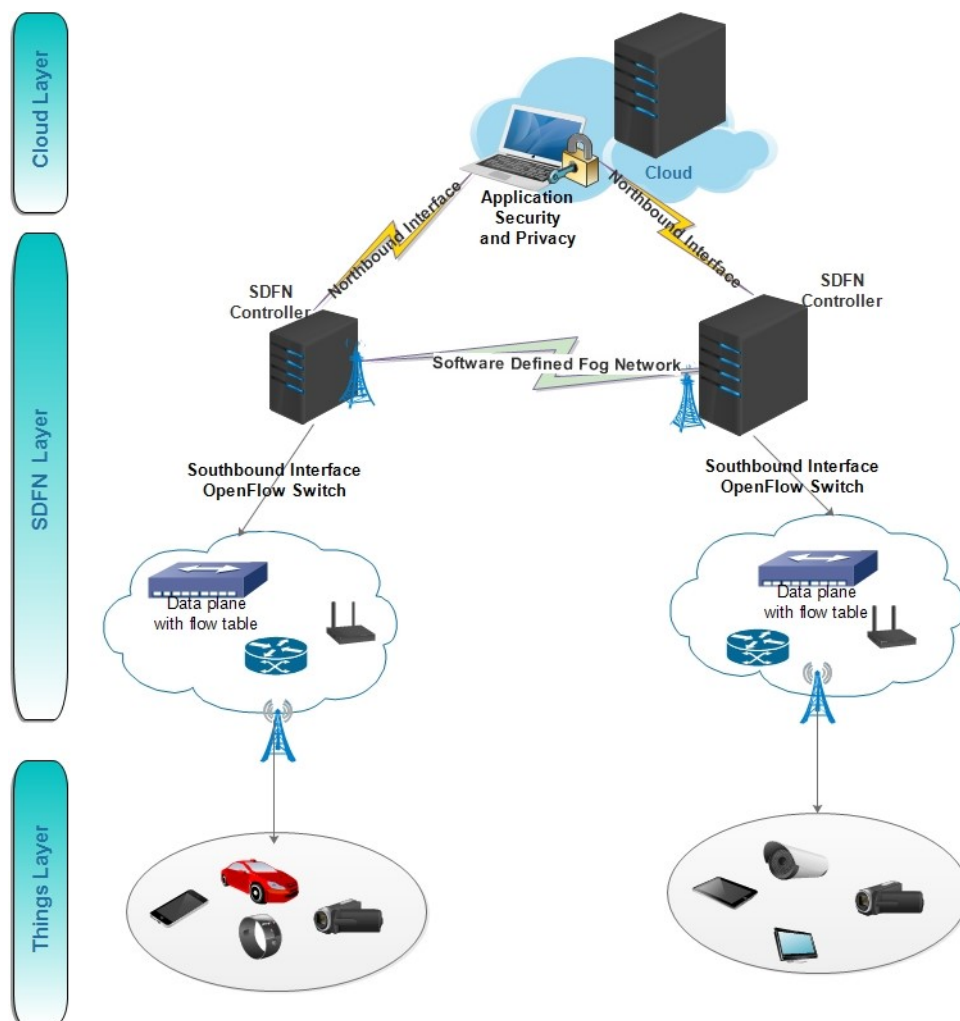 Cloud Layer
Cloud
Application
Security
and Privacy
Northbound Interface
Northbound Interface
SDFN Layer
SDFN
Controller
SDFN
Controller
Software Defined Fog Network
Southbound Interface
OpenFlow Switch
Southbound Interface
OpenFlow Switch
Data plane
with flow table
Data plane
with flow table
Things Layer